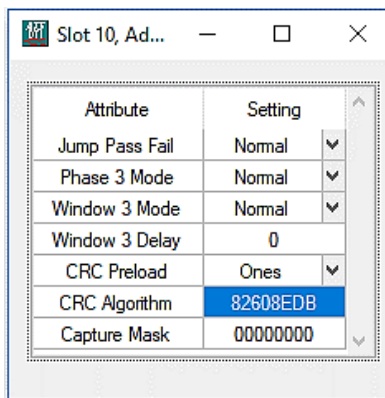 Slot 10, Ad...
Attribute Setting
Jump Pass Fail Normal
Phase 3 Mode Normal
Window 3 Mode Normal
Window 3 Delay 0
CRC Preload Ones
CRC Algorithm 82608EDB
Capture Mask 00000000